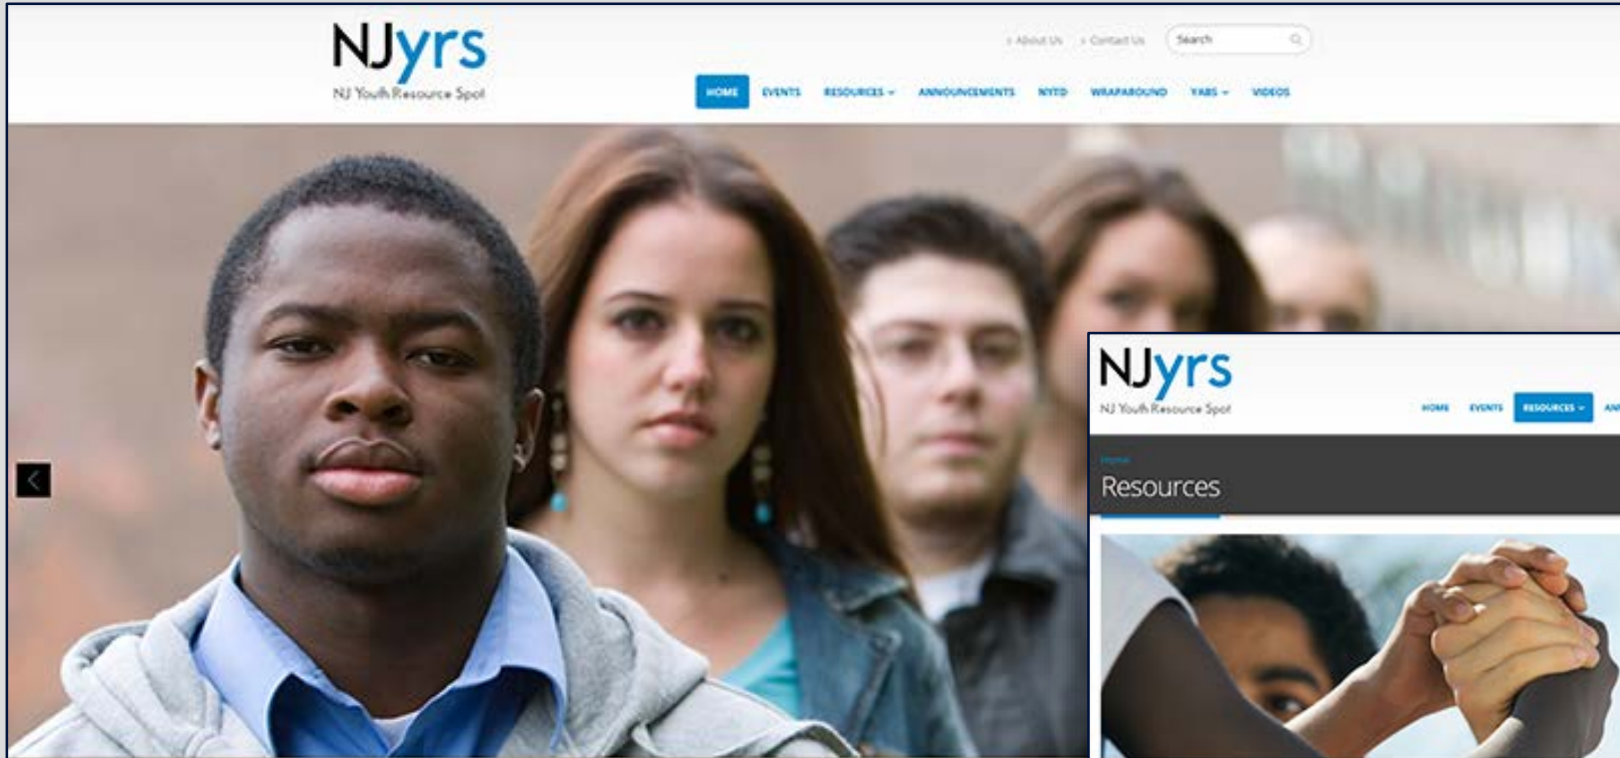 NJyrs
NJ Youth Resource Spot
About Us Contact Us Search
HOME EVENTS RESOURCES ANNOUNCEMENTS NYTD WRAPAROUND YABS VIDEOS
NJyrs
NJ Youth Resource Spot
HOME EVENTS RESOURCES
Home
Resources